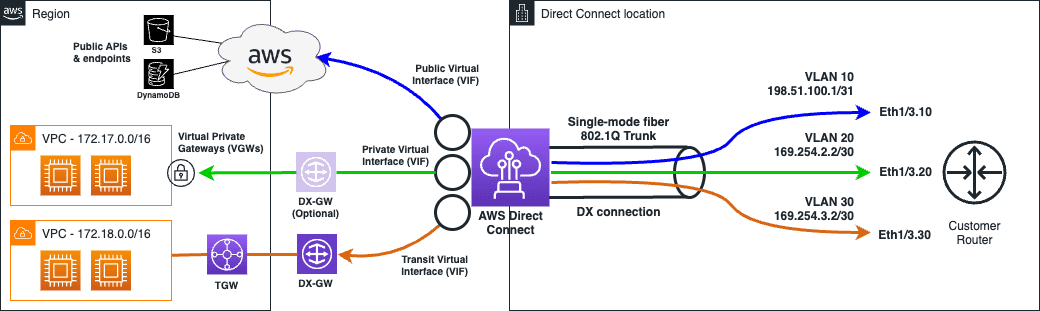 aws
Region
Direct Connect location
Public APIs
& endpoints
S3
DynamoDB
aws
Public Virtual
Interface (VIF)
VLAN 10
198.51.100.1/31
Eth1/3.10
VPC - 172.17.0.0/16
Virtual Private
Gateways (VGWs)
Private Virtual
Interface (VIF)
Single-mode fiber
802.1Q Trunk
VLAN 20
169.254.2.2/30
Eth1/3.20
DX-GW
(Optional)
AWS Direct
Connect
DX connection
VLAN 30
169.254.3.2/30
Eth1/3.30
Customer
Router
VPC - 172.18.0.0/16
TGW
DX-GW
Transit Virtual
Interface (VIF)